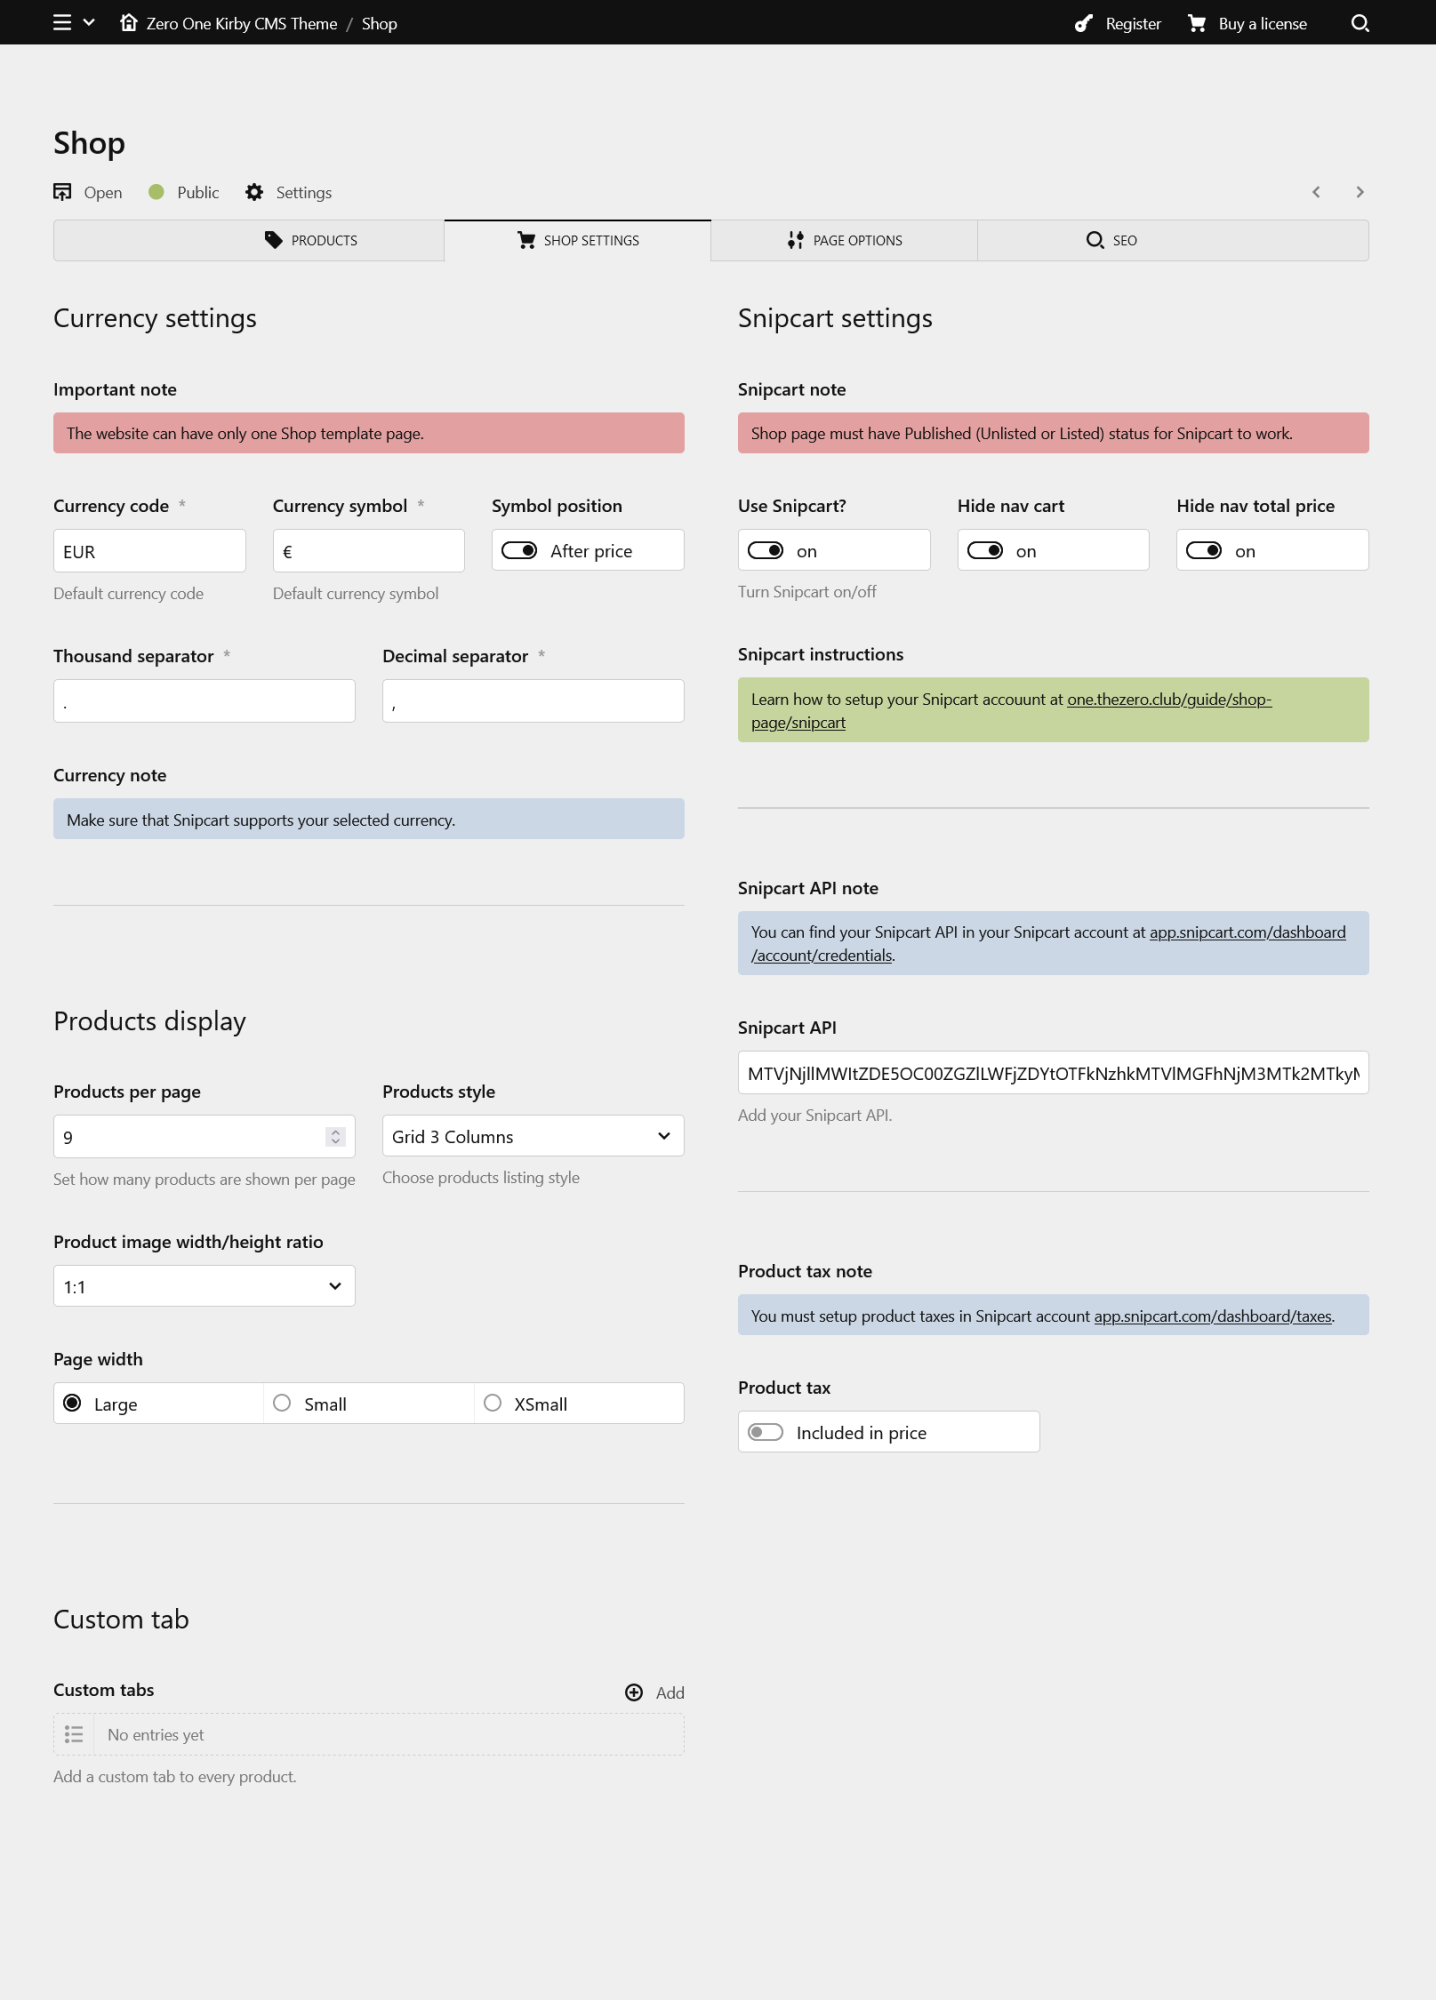 Zero One Kirby CMS Theme / Shop
Register
Buy a license
Shop
Open
Public
Settings
PRODUCTS
SHOP SETTINGS
PAGE OPTIONS
SEO
Currency settings
Important note
The website can have only one Shop template page.
Currency code *
Currency symbol *
Symbol position
EUR
€
After price
Default currency code
Default currency symbol
Thousand separator *
Decimal separator *
.
,
Currency note
Make sure that Snipcart supports your selected currency.
Products display
Products per page
Products style
9
Grid 3 Columns
Set how many products are shown per page
Choose products listing style
Product image width/height ratio
1:1
Page width
Large
Small
XSmall
Custom tab
Custom tabs
Add
No entries yet
Add a custom tab to every product.
Snipcart settings
Snipcart note
Shop page must have Published (Unlisted or Listed) status for Snipcart to work.
Use Snipcart?
Hide nav cart
Hide nav total price
on
on
on
Turn Snipcart on/off
Snipcart instructions
Learn how to setup your Snipcart accouunt at one.thezero.club/guide/shop-
page/snipcart
Snipcart API note
You can find your Snipcart API in your Snipcart account at app.snipcart.com/dashboard
/account/credentials.
Snipcart API
Add your Snipcart API.
Product tax note
You must setup product taxes in Snipcart account app.snipcart.com/dashboard/taxes.
Product tax
Included in price